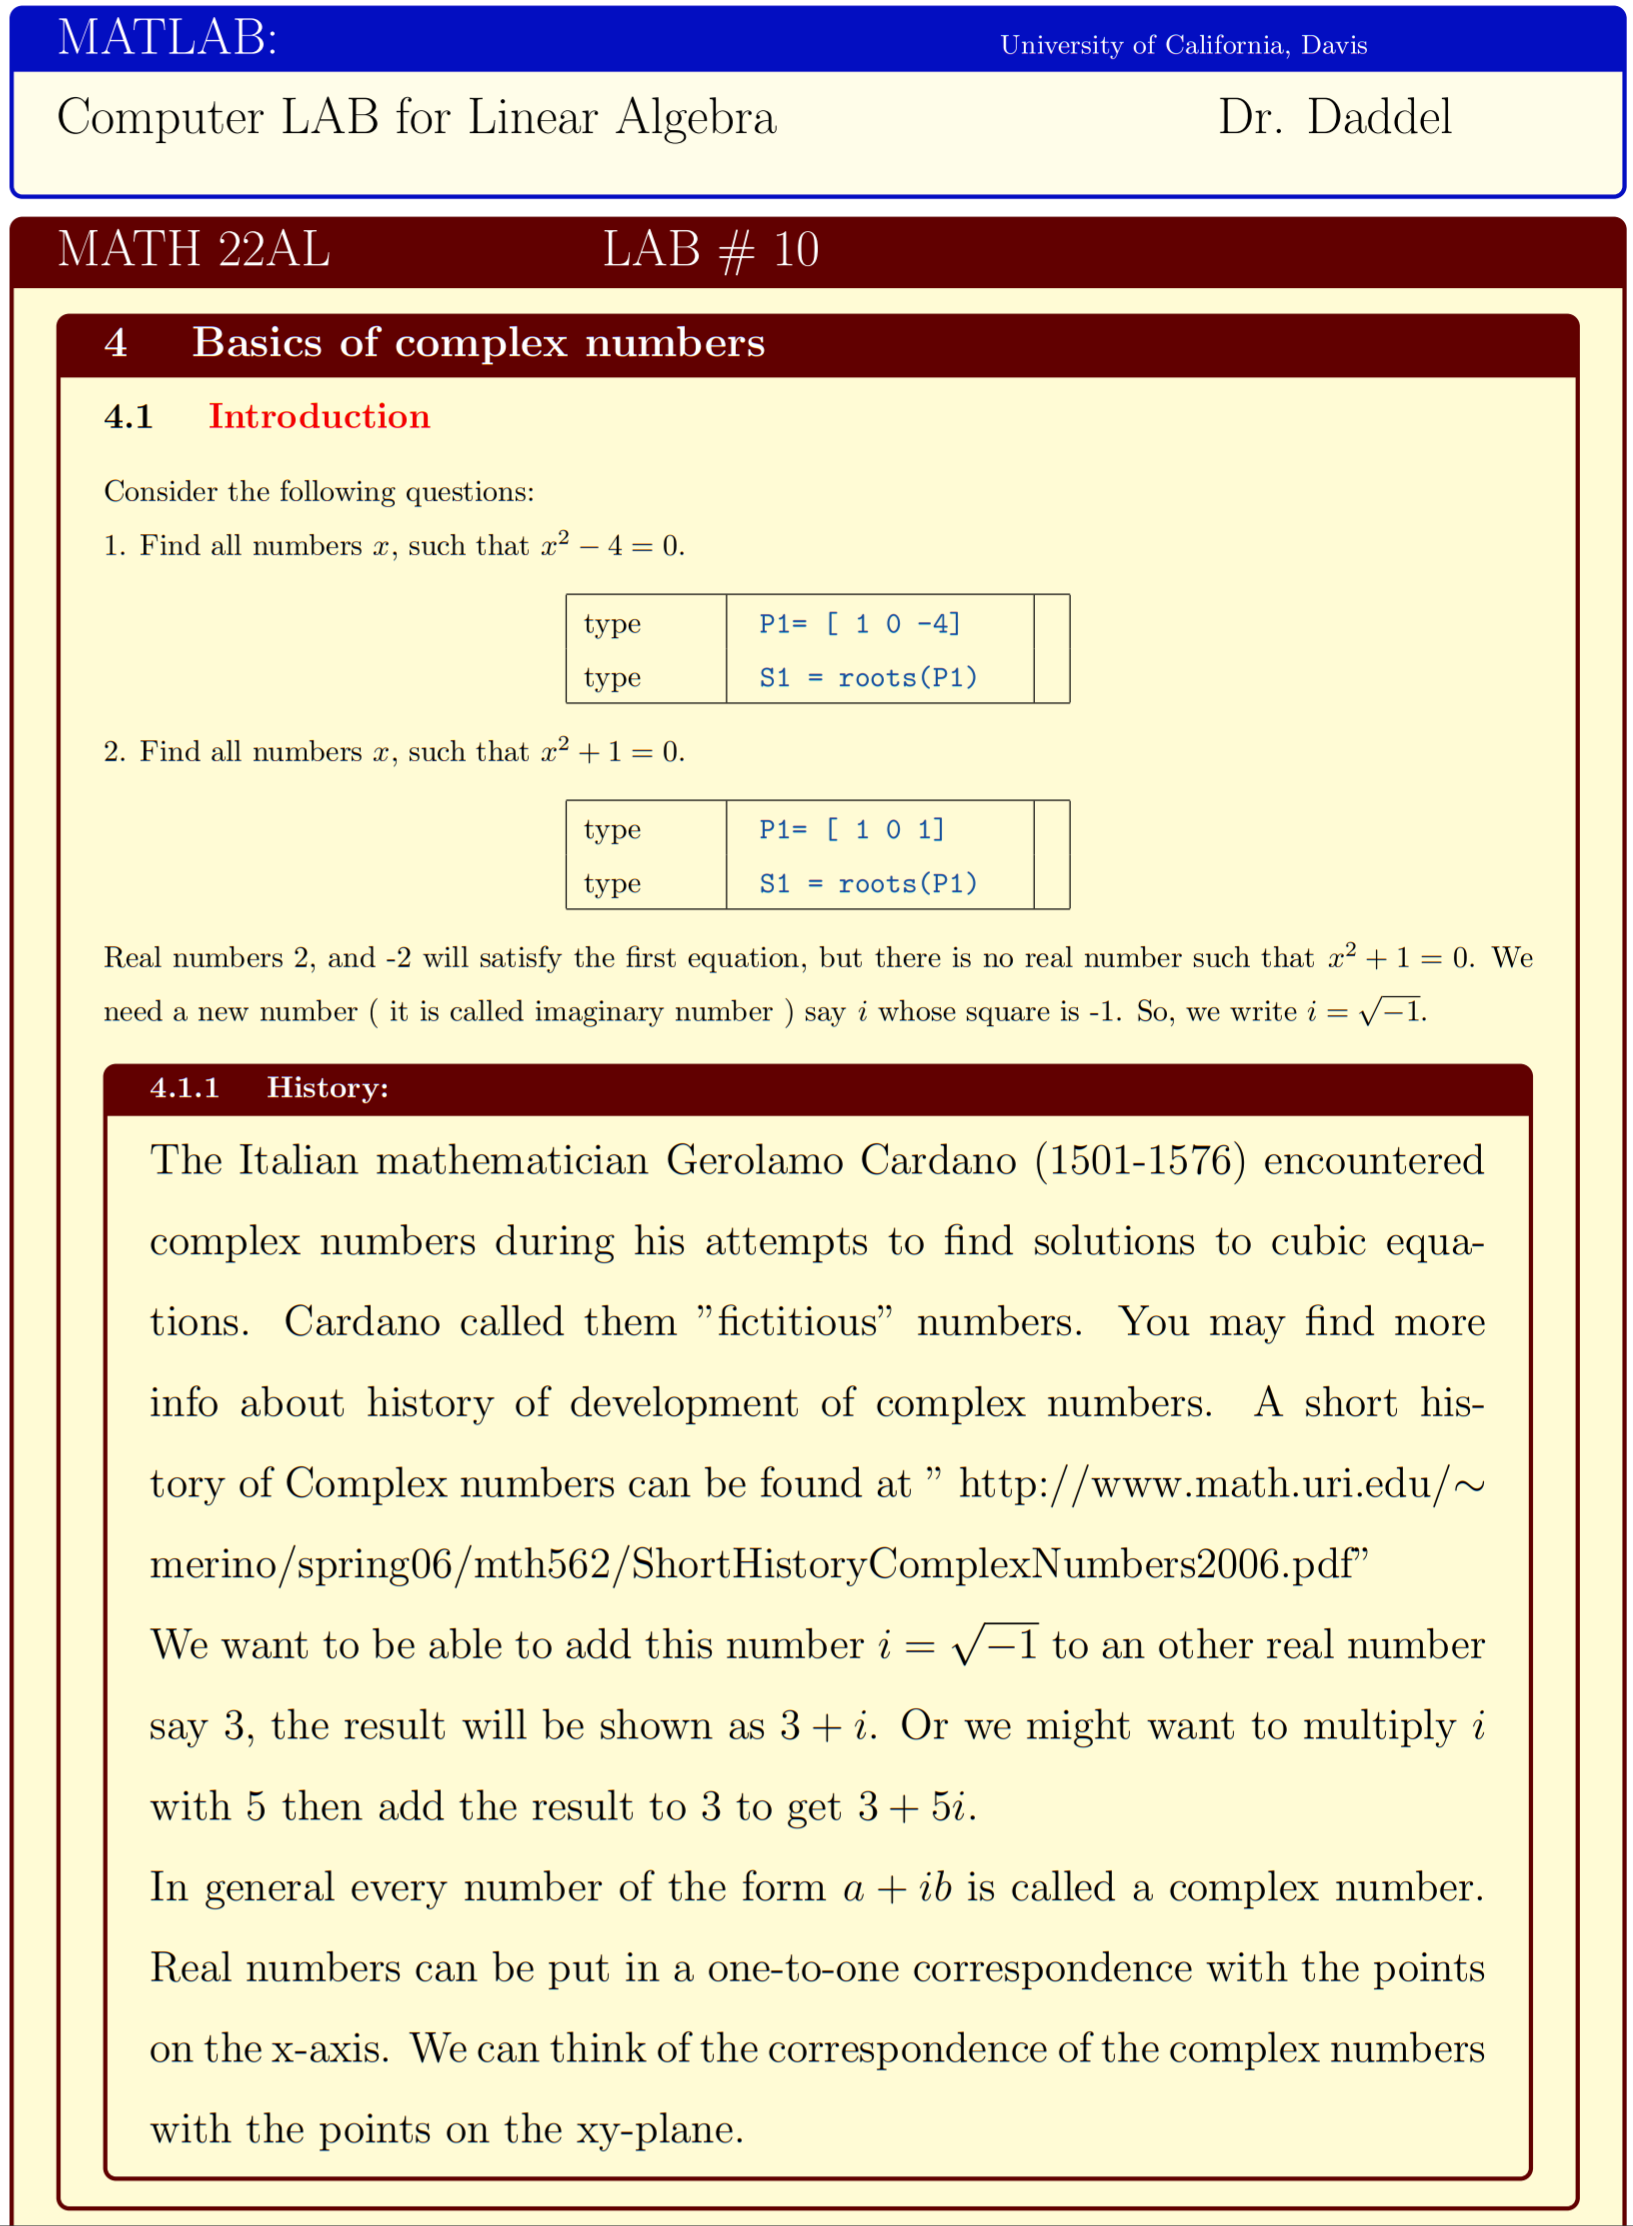 MATLAB: University of California, Davis
Computer LAB for Linear Algebra Dr. Daddel
MATH 22AL LAB # 10
4 Basics of complex numbers
4.1 Introduction
Consider the following questions:
1. Find all numbers x, such that x² − 4 = 0.
type P1= [ 1 0 -4]
type S1 = roots(P1)
2. Find all numbers x, such that x² + 1 = 0.
type P1= [ 1 0 1]
type S1 = roots(P1)
Real numbers 2, and -2 will satisfy the first equation, but there is no real number such that x² + 1 = 0. We
need a new number ( it is called imaginary number ) say i whose square is -1. So, we write i = √−1.
4.1.1 History:
The Italian mathematician Gerolamo Cardano (1501-1576) encountered
complex numbers during his attempts to find solutions to cubic equa-
tions. Cardano called them ”fictitious” numbers. You may find more
info about history of development of complex numbers. A short his-
tory of Complex numbers can be found at ” http://www.math.uri.edu/∼
merino/spring06/mth562/ShortHistoryComplexNumbers2006.pdf”
We want to be able to add this number i = √−1 to an other real number
say 3, the result will be shown as 3 + i. Or we might want to multiply i
with 5 then add the result to 3 to get 3 + 5i.
In general every number of the form a + ib is called a complex number.
Real numbers can be put in a one-to-one correspondence with the points
on the x-axis. We can think of the correspondence of the complex numbers
with the points on the xy-plane.